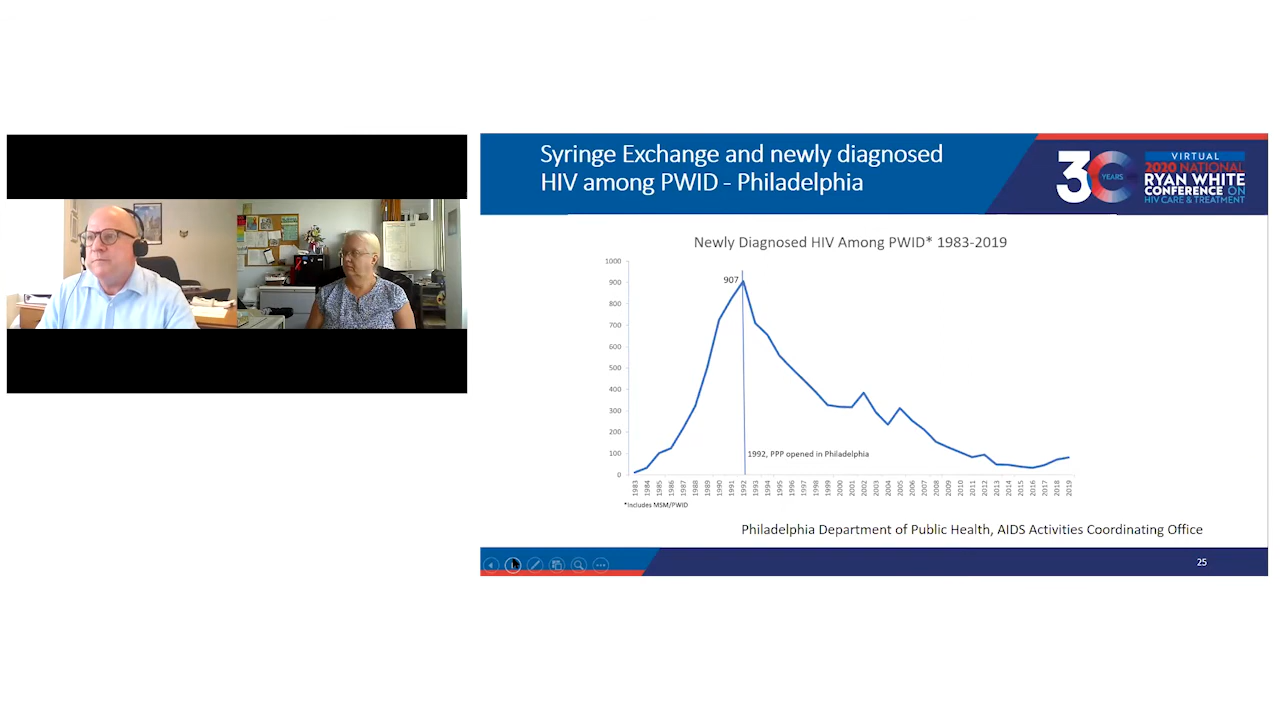 Syringe Exchange and newly diagnosed
HIV among PWID - Philadelphia
30
YEARS
VIRTUAL
2020 NATIONAL
RYAN WHITE
CONFERENCE ON
HIV CARE & TREATMENT
Newly Diagnosed HIV Among PWID* 1983-2019
1000
900
800
700
600
500
400
300
200
100
0
907
1992, PPP opened in Philadelphia
1983 1984 1985 1986 1987 1988 1989 1990 1991 1992 1993 1994 1995 1996 1997 1998 1999 2000 2001 2002 2003 2004 2005 2006 2007 2008 2009 2010 2011 2012 2013 2014 2015 2016 2017 2018 2019
*Includes MSM/PWID
Philadelphia Department of Public Health, AIDS Activities Coordinating Office
25